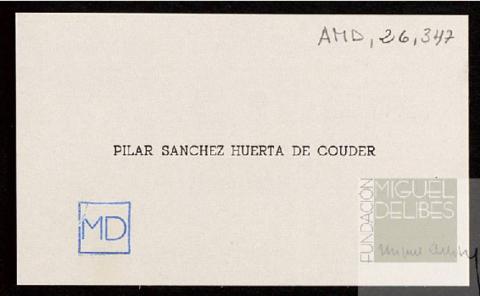 AMD, 26, 347
PILAR SANCHEZ HUERTA DE COUDER
MD
FUNDACIÓN
MIGUEL
DELIBES